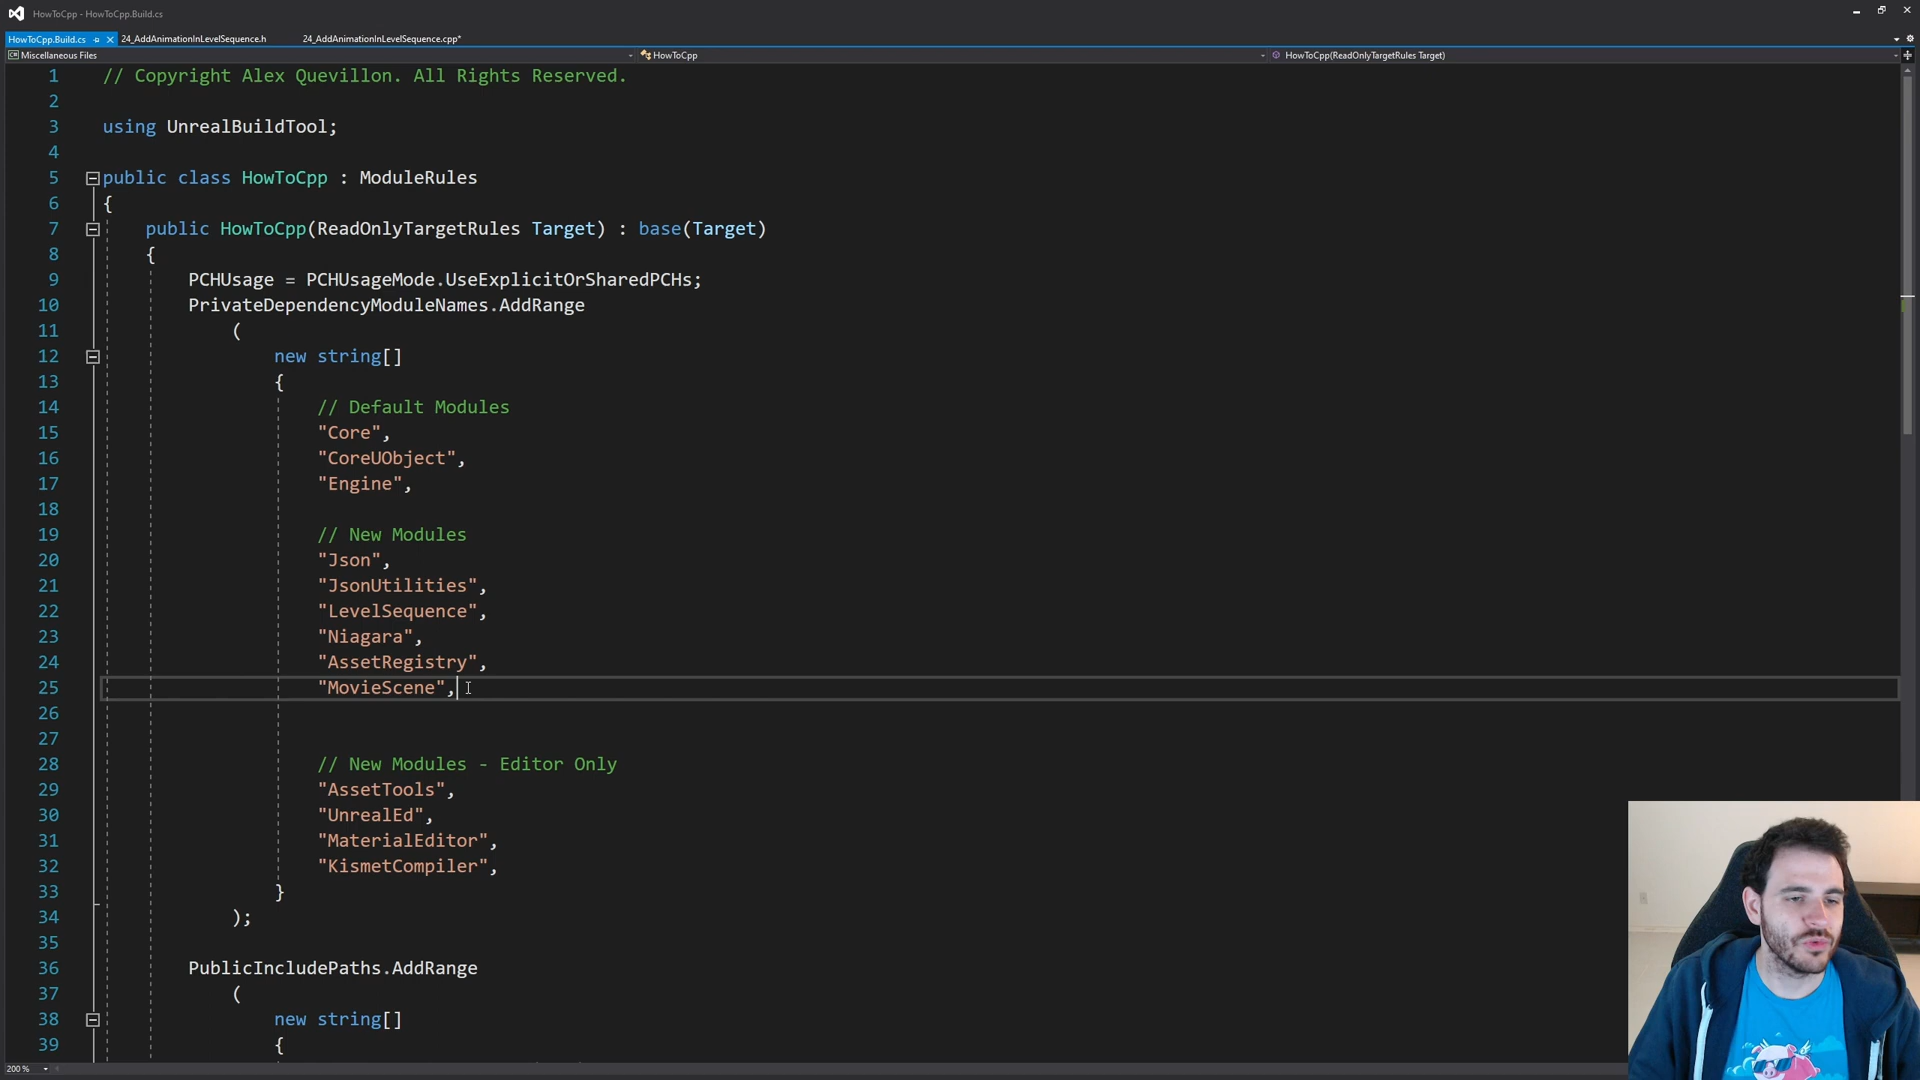 HowToCpp - HowToCpp.Build.cs
HowToCpp.Build.cs 24_AddAnimationInLevelSequence.h 24_AddAnimationInLevelSequence.cpp*
Miscellaneous Files HowToCpp HowToCpp(ReadOnlyTargetRules Target)
1 // Copyright Alex Quevillon. All Rights Reserved.
2
3 using UnrealBuildTool;
4
5 public class HowToCpp : ModuleRules
6 {
7 public HowToCpp(ReadOnlyTargetRules Target) : base(Target)
8 {
9 PCHUsage = PCHUsageMode.UseExplicitOrSharedPCHs;
10 PrivateDependencyModuleNames.AddRange
11 (
12 new string[]
13 {
14 // Default Modules
15 "Core",
16 "CoreUObject",
17 "Engine",
18
19 // New Modules
20 "Json",
21 "JsonUtilities",
22 "LevelSequence",
23 "Niagara",
24 "AssetRegistry",
25 "MovieScene",
26
27
28 // New Modules - Editor Only
29 "AssetTools",
30 "UnrealEd",
31 "MaterialEditor",
32 "KismetCompiler",
33 }
34 );
35
36 PublicIncludePaths.AddRange
37 (
38 new string[]
39 {
200 %